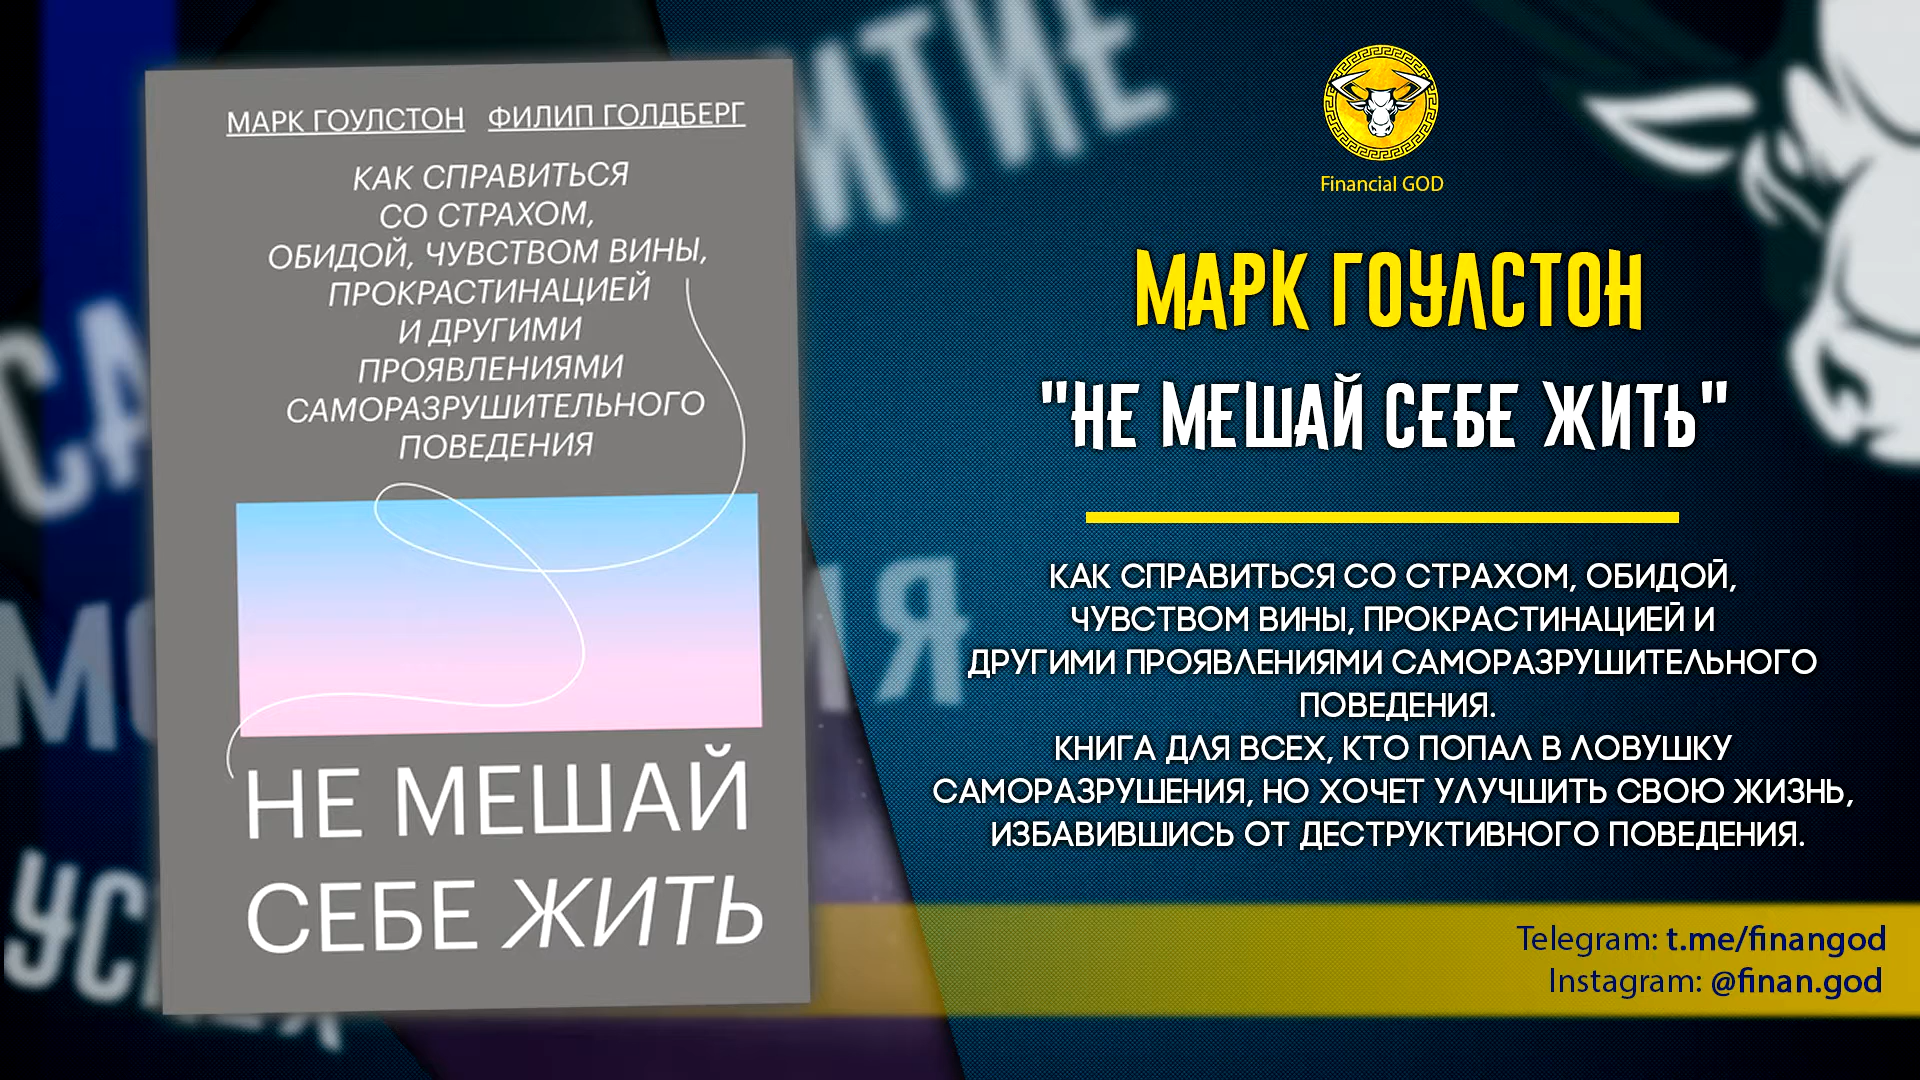 МАРК ГОУЛСТОН ФИЛИП ГОЛДБЕРГ
КАК СПРАВИТЬСЯ
СО СТРАХОМ,
ОБИДОЙ, ЧУВСТВОМ ВИНЫ,
ПРОКРАСТИНАЦИЕЙ
И ДРУГИМИ
ПРОЯВЛЕНИЯМИ
САМОРАЗРУШИТЕЛЬНОГО
ПОВЕДЕНИЯ
НЕ МЕШАЙ
СЕБЕ ЖИТЬ
Financial GOD
МАРК ГОУЛСТОН
"НЕ МЕШАЙ СЕБЕ ЖИТЬ"
КАК СПРАВИТЬСЯ СО СТРАХОМ, ОБИДОЙ,
ЧУВСТВОМ ВИНЫ, ПРОКРАСТИНАЦИЕЙ И
ДРУГИМИ ПРОЯВЛЕНИЯМИ САМОРАЗРУШИТЕЛЬНОГО
ПОВЕДЕНИЯ.
КНИГА ДЛЯ ВСЕХ, КТО ПОПАЛ В ЛОВУШКУ
САМОРАЗРУШЕНИЯ, НО ХОЧЕТ УЛУЧШИТЬ СВОЮ ЖИЗНЬ,
ИЗБАВИВШИСЬ ОТ ДЕСТРУКТИВНОГО ПОВЕДЕНИЯ.
Telegram: t.me/finangod
Instagram: @finan.god